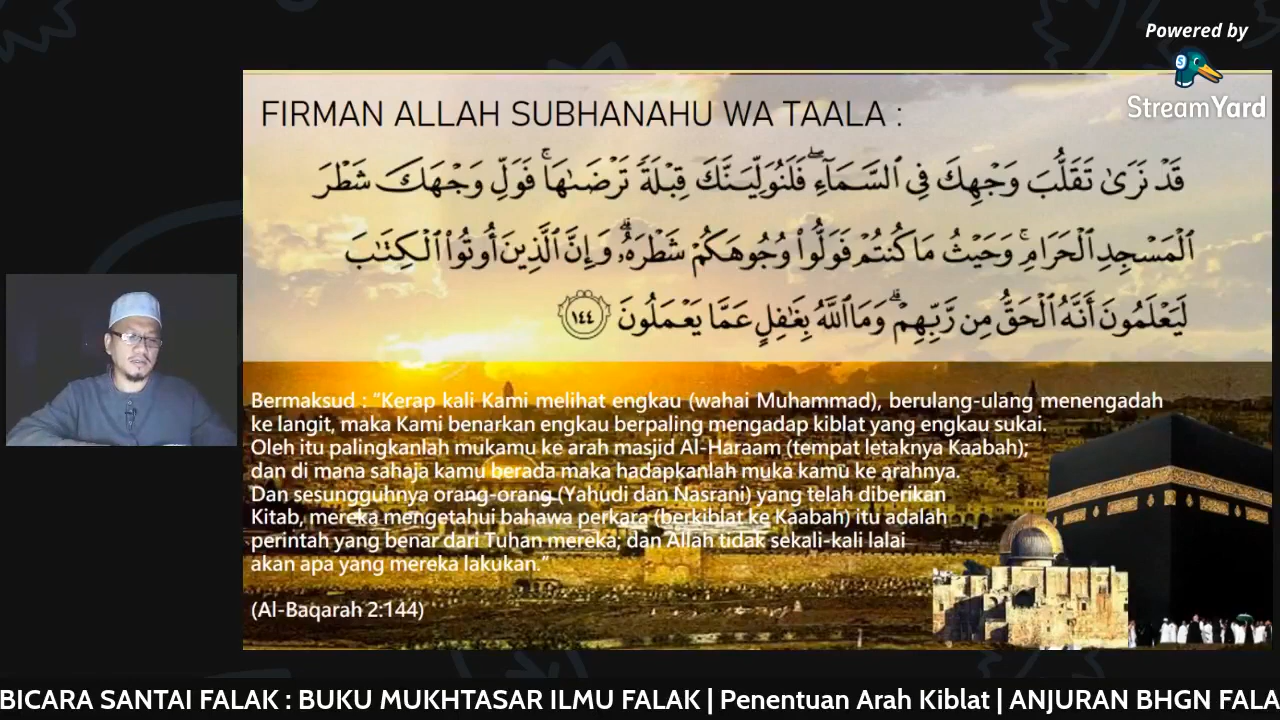 Powered by
StreamYard
FIRMAN ALLAH SUBHANAHU WA TAALA :
قَدْ نَرَىٰ تَقَلُّبَ وَجْهِكَ فِى ٱلسَّمَآءِ ۖ فَلَنُوَلِّيَنَّكَ قِبْلَةً تَرْضَىٰهَا ۚ فَوَلِّ وَجْهَكَ شَطْرَ
ٱلْمَسْجِدِ ٱلْحَرَامِ ۚ وَحَيْثُ مَا كُنتُمْ فَوَلُّوا۟ وُجُوهَكُمْ شَطْرَهُۥ ۗ وَإِنَّ ٱلَّذِينَ أُوتُوا۟ ٱلْكِتَـٰبَ
لَيَعْلَمُونَ أَنَّهُ ٱلْحَقُّ مِن رَّبِّهِمْ ۗ وَمَا ٱللَّهُ بِغَـٰفِلٍ عَمَّا يَعْمَلُونَ ١٤٤
Bermaksud : “Kerap kali Kami melihat engkau (wahai Muhammad), berulang-ulang menengadah
ke langit, maka Kami benarkan engkau berpaling mengadap kiblat yang engkau sukai.
Oleh itu palingkanlah mukamu ke arah masjid Al-Haraam (tempat letaknya Kaabah);
dan di mana sahaja kamu berada maka hadapkanlah muka kamu ke arahnya.
Dan sesungguhnya orang-orang (Yahudi dan Nasrani) yang telah diberikan
Kitab, mereka mengetahui bahawa perkara (berkiblat ke Kaabah) itu adalah
perintah yang benar dari Tuhan mereka; dan Allah tidak sekali-kali lalai
akan apa yang mereka lakukan.”
(Al-Baqarah 2:144)
BICARA SANTAI FALAK : BUKU MUKHTASAR ILMU FALAK | Penentuan Arah Kiblat | ANJURAN BHGN FALA